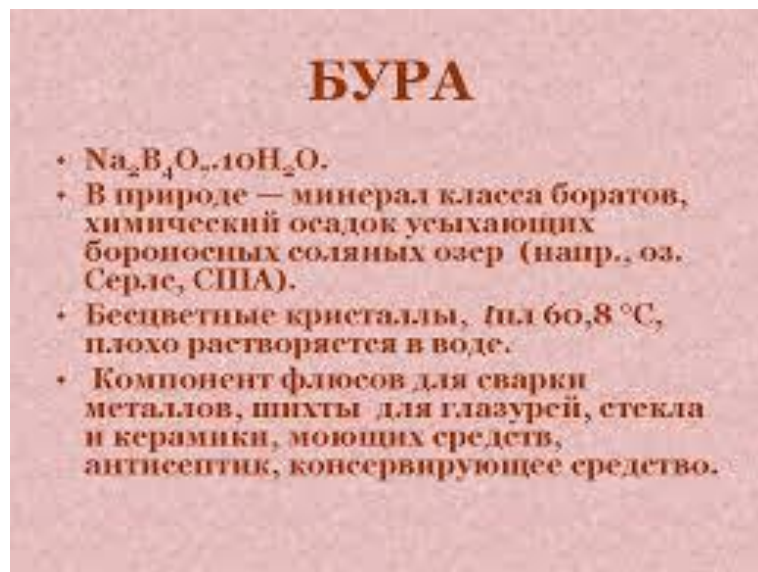 БУРА
• Na₂B₄O₇.10H₂O.
• В природе — минерал класса боратов,
химический осадок усыхающих
бороносных соляных озер (напр., оз.
Серлс, США).
• Бесцветные кристаллы, tпл 60,8 °C,
плохо растворяется в воде.
• Компонент флюсов для сварки
металлов, шихты для глазурей, стекла
и керамики, моющих средств,
антисептик, консервирующее средство.